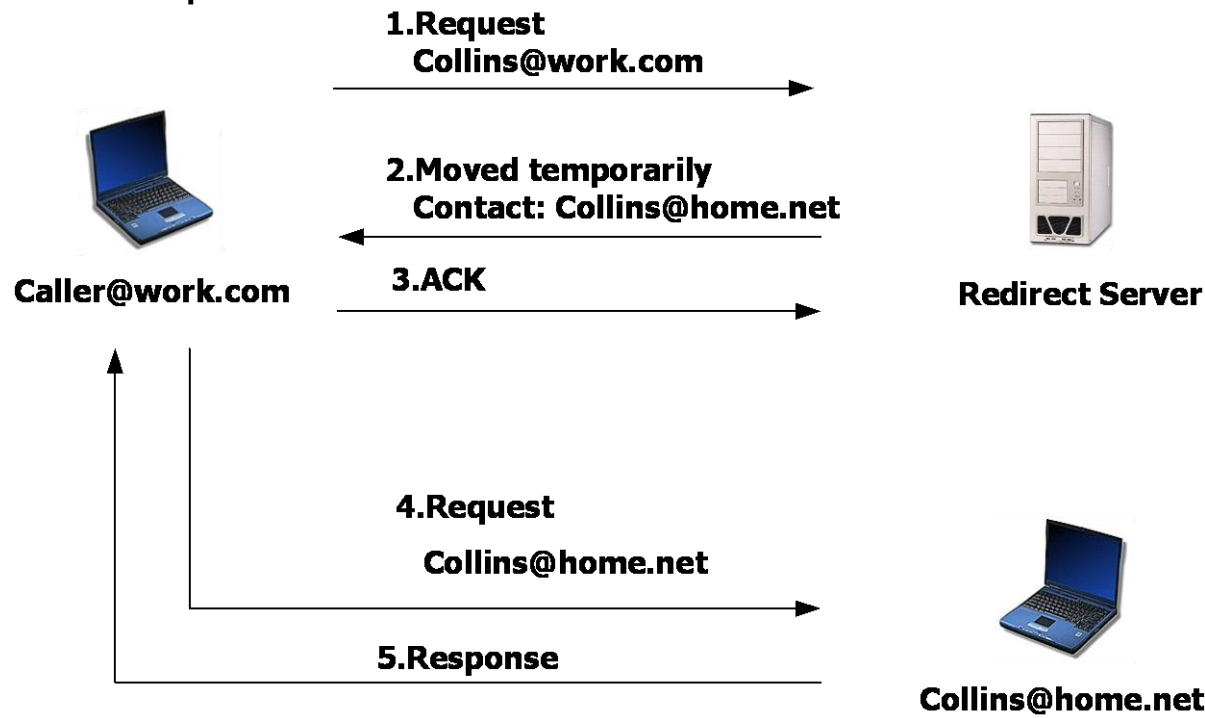 1.Request
Collins@work.com
2.Moved temporarily
Contact: Collins@home.net
Caller@work.com
3.ACK
Redirect Server
4.Request
Collins@home.net
5.Response
Collins@home.net